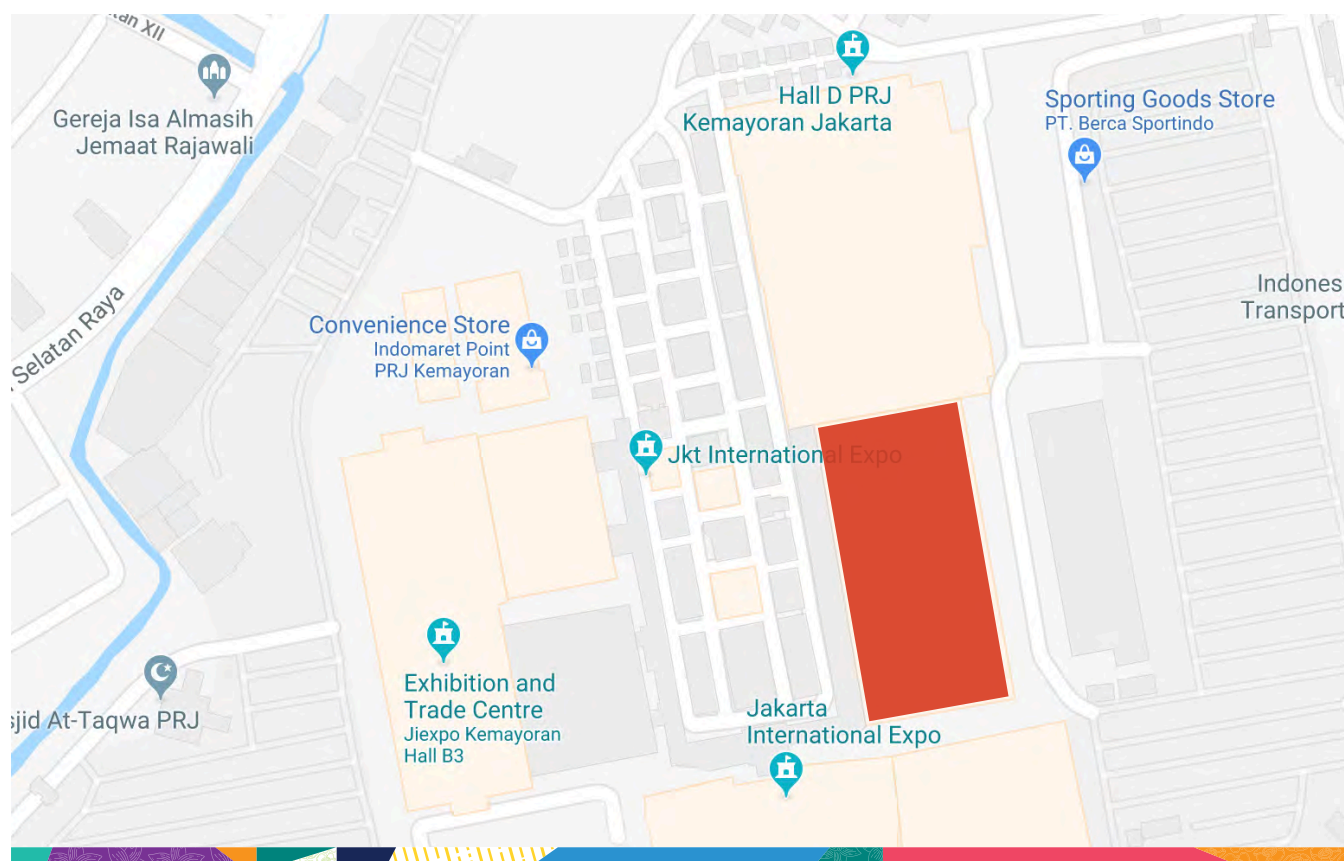 XII
Gereja Isa Almasih
Jemaat Rajawali
Hall D PRJ
Kemayoran Jakarta
Sporting Goods Store
PT. Berca Sportindo
Selatan Raya
Convenience Store
Indomaret Point
PRJ Kemayoran
Indones
Transport
Jkt International Expo
Exhibition and
Trade Centre
Jiexpo Kemayoran
Hall B3
sjid At-Taqwa PRJ
Jakarta
International Expo